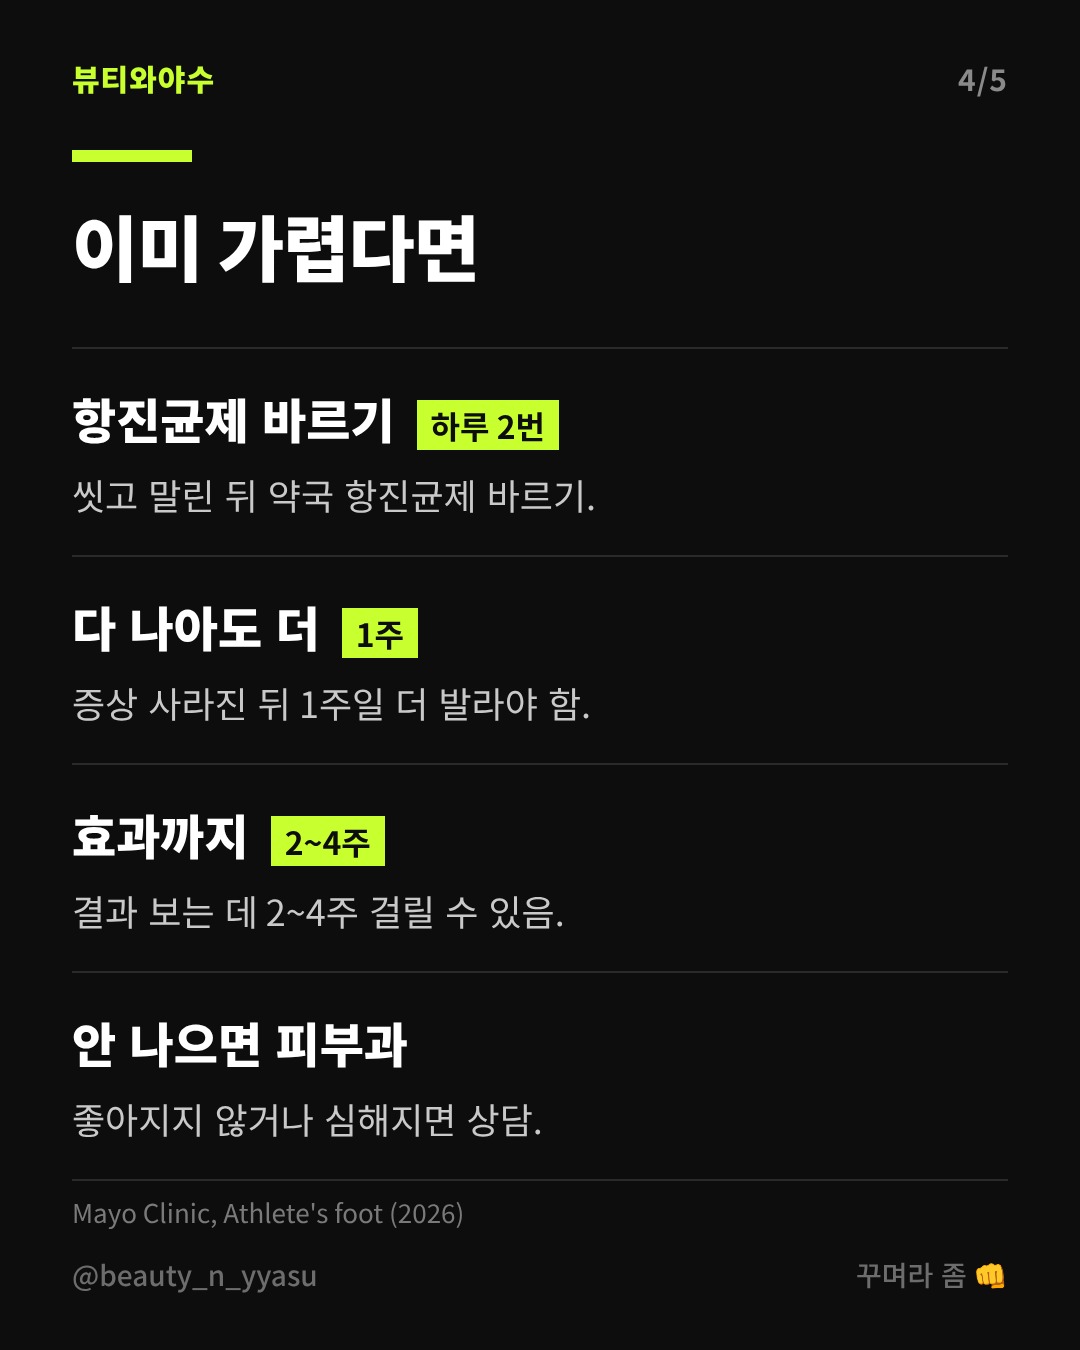 뷰티와야수
4/5
이미 가렵다면
항진균제 바르기 하루 2번
씻고 말린 뒤 약국 항진균제 바르기.
다 나아도 더 1주
증상 사라진 뒤 1주일 더 발라야 함.
효과까지 2~4주
결과 보는 데 2~4주 걸릴 수 있음.
안 나으면 피부과
좋아지지 않거나 심해지면 상담.
Mayo Clinic, Athlete's foot (2026)
@beauty_n_yyasu
꾸며라 좀 👊